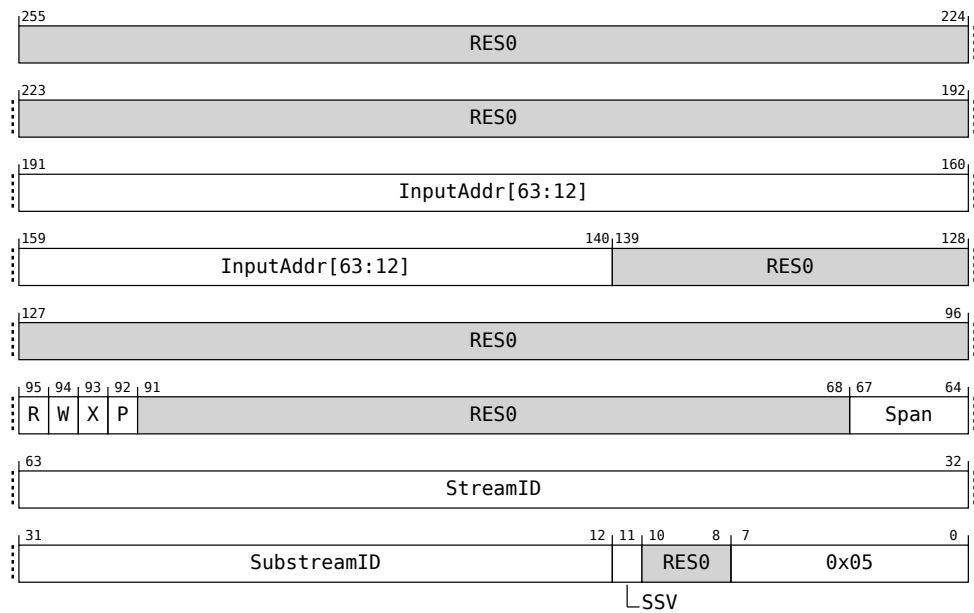 255 224
RES0
223 192
RES0
191 160
InputAddr[63:12]
159 140 139 128
InputAddr[63:12] RES0
127 96
RES0
95 94 93 92 91 68 67 64
R W X P RES0 Span
63 32
StreamID
31 12 11 10 8 7 0
SubstreamID RES0 0x05
SSV